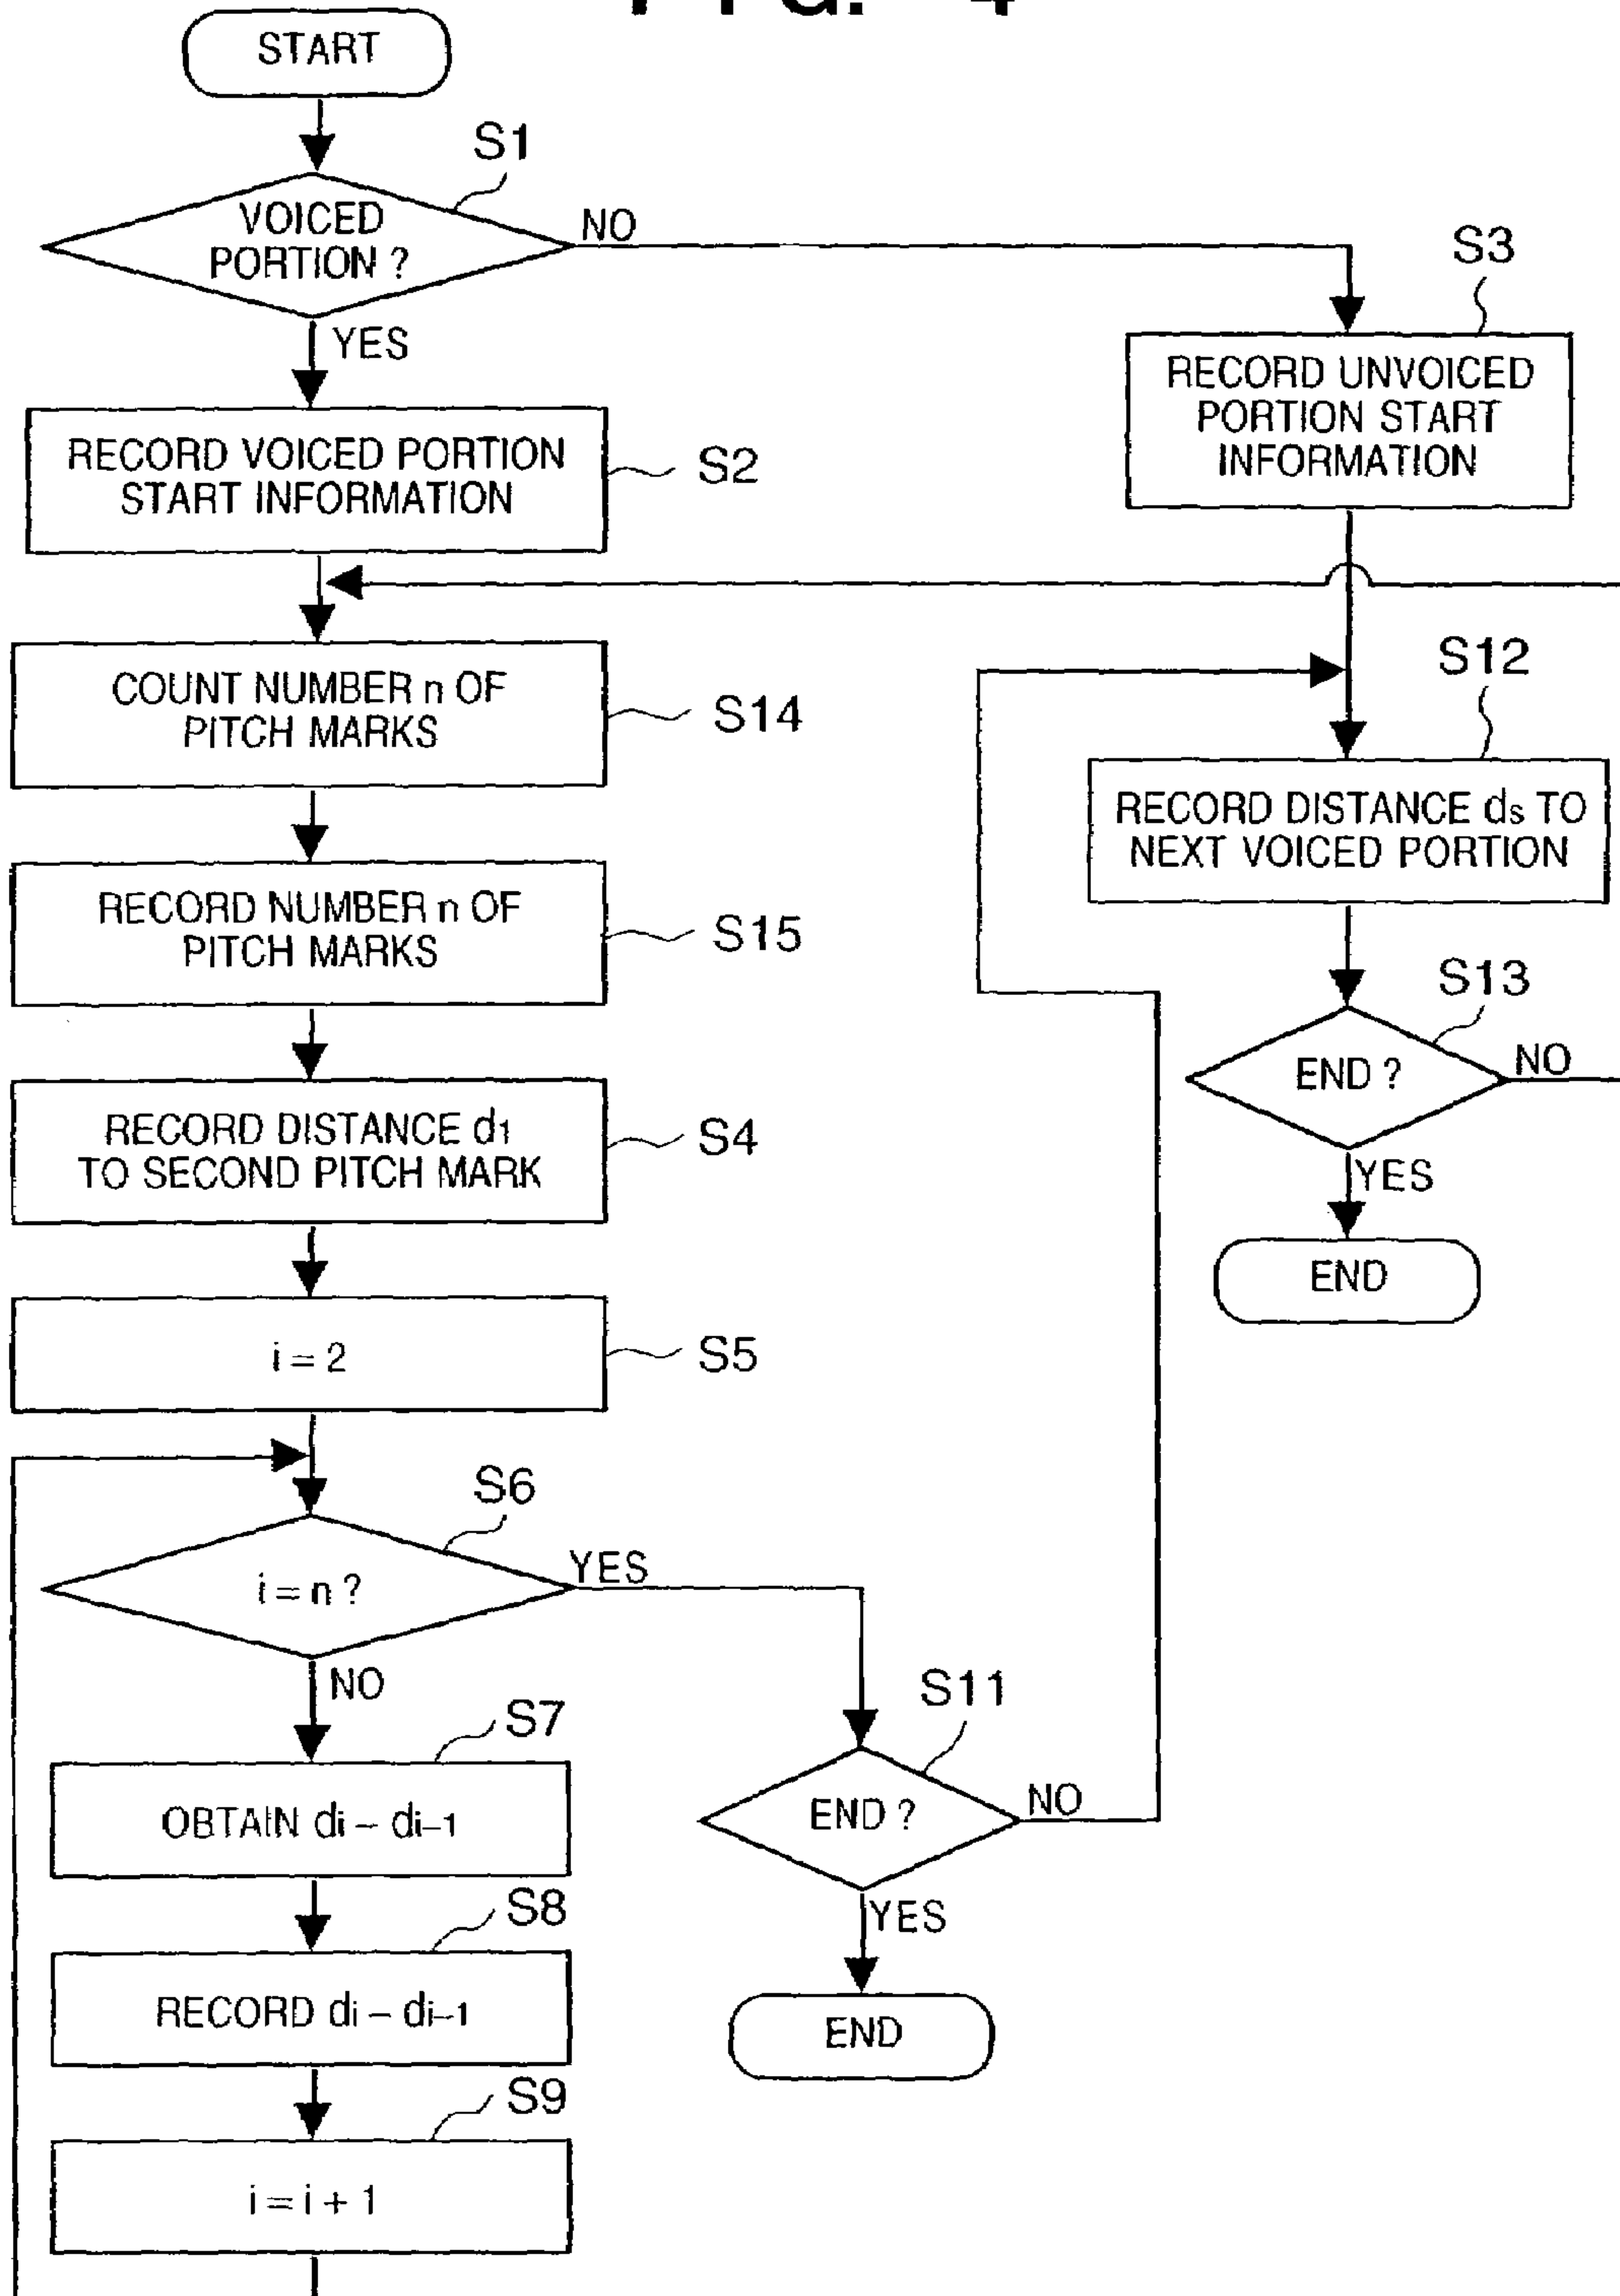 FIG. 4
START
S1
VOICED
PORTION ?
NO
YES
S3
RECORD UNVOICED
PORTION START
INFORMATION
RECORD VOICED PORTION
START INFORMATION
S2
COUNT NUMBER n OF
PITCH MARKS
S14
S12
RECORD DISTANCE ds TO
NEXT VOICED PORTION
RECORD NUMBER n OF
PITCH MARKS
S15
S13
END ?
NO
YES
END
RECORD DISTANCE d1
TO SECOND PITCH MARK
S4
i = 2
S5
S6
i = n ?
YES
NO
S11
END ?
NO
YES
END
S7
OBTAIN di – di–1
S8
RECORD di – di–1
S9
i = i + 1